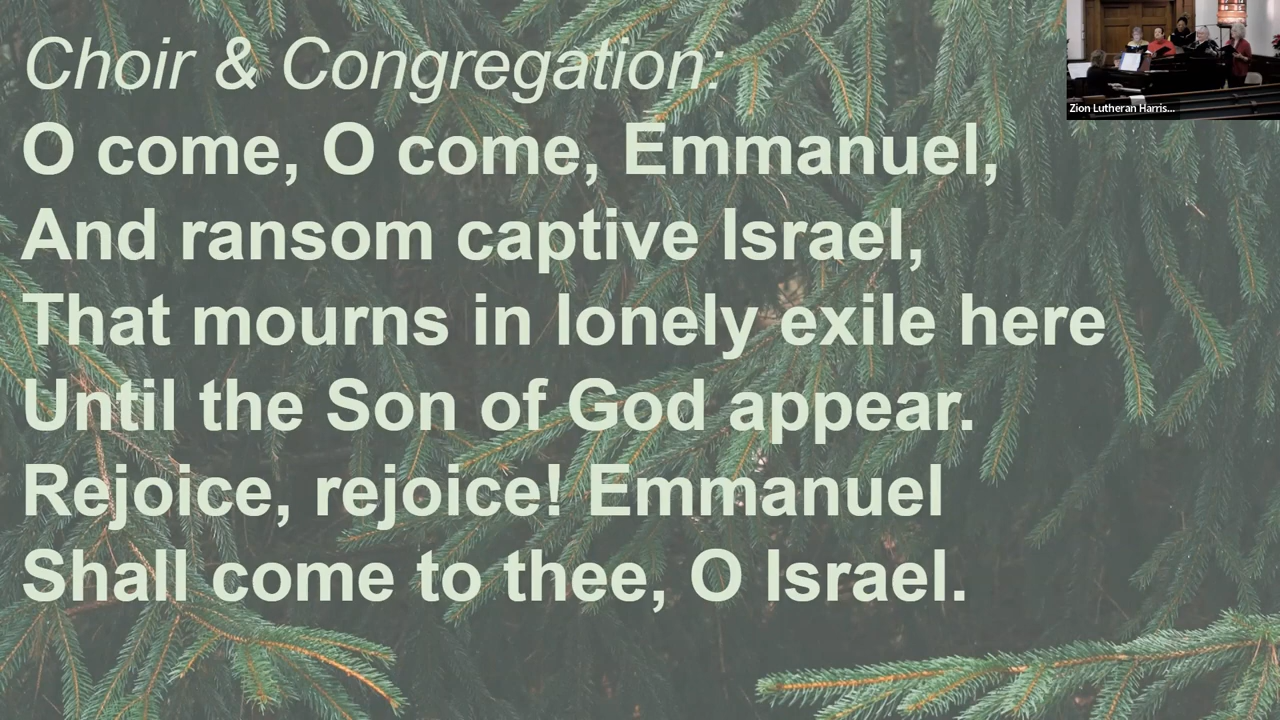 Choir & Congregation:
O come, O come, Emmanuel,
And ransom captive Israel,
That mourns in lonely exile here
Until the Son of God appear.
Rejoice, rejoice! Emmanuel
Shall come to thee, O Israel.
Zion Lutheran Harris...